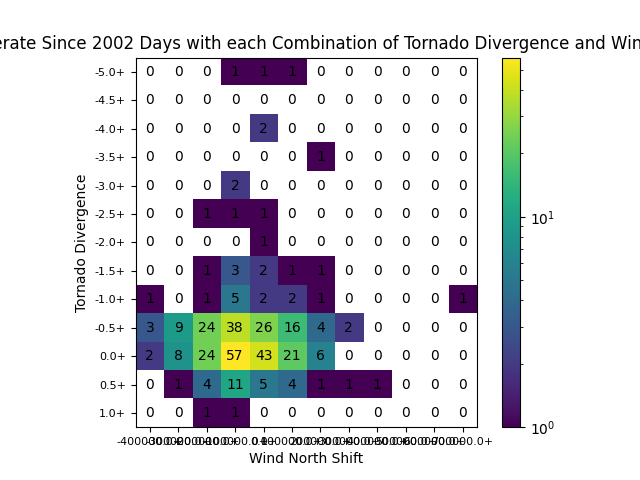 erate Since 2002 Days with each Combination of Tornado Divergence and Win
Tornado Divergence
-5.0+ 0 0 0 1 1 1 0 0 0 0 0 0
-4.5+ 0 0 0 0 0 0 0 0 0 0 0 0
-4.0+ 0 0 0 0 2 0 0 0 0 0 0 0
-3.5+ 0 0 0 0 0 0 1 0 0 0 0 0
-3.0+ 0 0 0 2 0 0 0 0 0 0 0 0
-2.5+ 0 0 1 1 1 0 0 0 0 0 0 0
-2.0+ 0 0 0 0 1 0 0 0 0 0 0 0
-1.5+ 0 0 1 3 2 1 1 0 0 0 0 0
-1.0+ 1 0 1 5 2 2 1 0 0 0 0 1
-0.5+ 3 9 24 38 26 16 4 2 0 0 0 0
0.0+ 2 8 24 57 43 21 6 0 0 0 0 0
0.5+ 0 1 4 11 5 4 1 1 1 0 0 0
1.0+ 0 0 1 1 0 0 0 0 0 0 0 0
Wind North Shift
10¹
10⁰